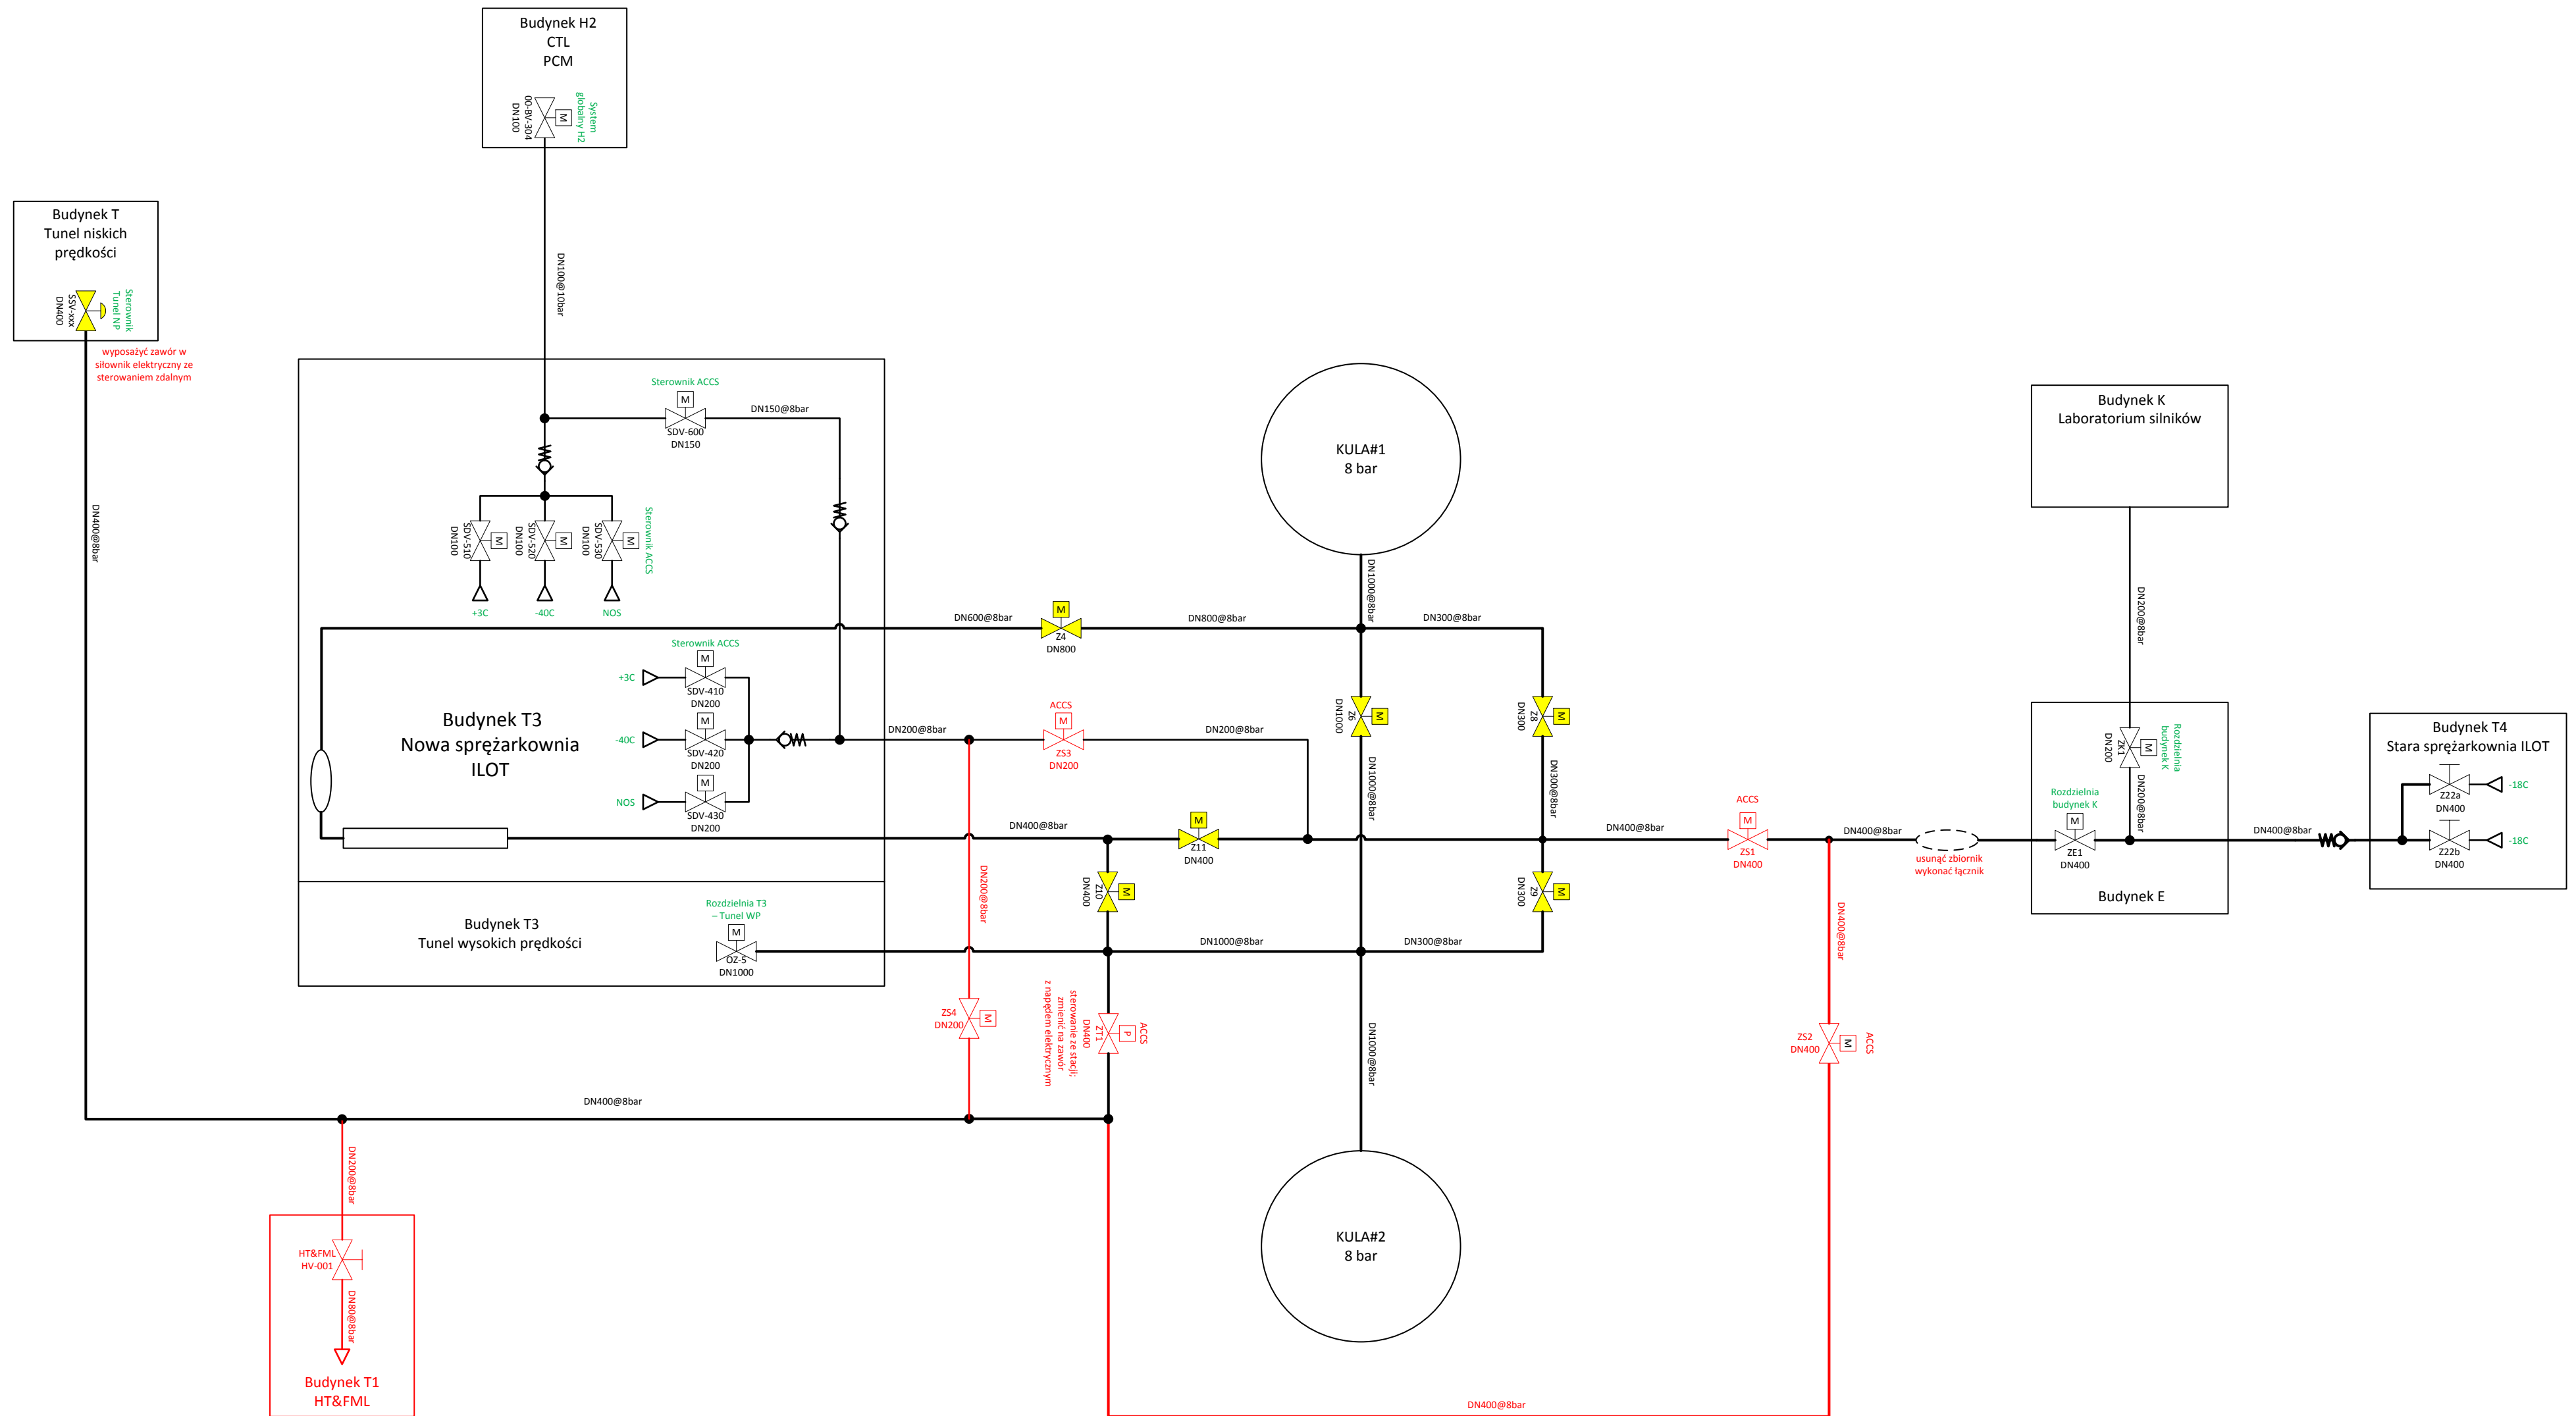 Budynek H2
CTL
PCM
System
globalny H2
M
00-BV-304
DN100
DN100@10bar
Budynek T
Tunel niskich
prędkości
Sterownik
Tunel NP
SSV-xxx
DN400
wyposażyć zawór w
siłownik elektryczny ze
sterowaniem zdalnym
DN400@8bar
Sterownik ACCS
M
SDV-600
DN150
DN150@8bar
Sterownik ACCS
M
SDV-510
DN100
M
SDV-520
DN100
M
SDV-530
DN100
+3C
-40C
NOS
Sterownik ACCS
M
+3C
SDV-410
DN200
M
-40C
SDV-420
DN200
M
NOS
SDV-430
DN200
Budynek T3
Nowa sprężarkownia
ILOT
Budynek T3
Tunel wysokich prędkości
Rozdzielnia T3
– Tunel WP
M
OZ-5
DN1000
DN600@8bar
M
Z4
DN800
DN800@8bar
DN200@8bar
ACCS
M
ZS3
DN200
DN200@8bar
DN400@8bar
M
Z11
DN400
M
Z10
DN400
DN200@8bar
ZS4
DN200
M
ACCS
P
ZT1
DN400
sterowanie ze stacji;
zmienić na zawór
z napędem elektrycznym
DN400@8bar
DN1000@8bar
KULA#1
8 bar
DN1000@8bar
DN300@8bar
M
Z6
DN1000
M
Z8
DN300
DN1000@8bar
DN300@8bar
M
Z9
DN300
DN300@8bar
DN1000@8bar
KULA#2
8 bar
DN400@8bar
ACCS
M
ZS1
DN400
DN400@8bar
usunąć zbiornik
wykonać łącznik
DN400@8bar
ZS2
DN400
M
ACCS
DN400@8bar
Budynek K
Laboratorium silników
DN200@8bar
Rozdzielnia
budynek K
M
ZK1
DN200
DN200@8bar
Rozdzielnia
budynek K
M
ZE1
DN400
Budynek E
DN400@8bar
Budynek T4
Stara sprężarkownia ILOT
Z22a
DN400
-18C
Z22b
DN400
-18C
DN200@8bar
HT&FML
HV-001
DN80@8bar
Budynek T1
HT&FML